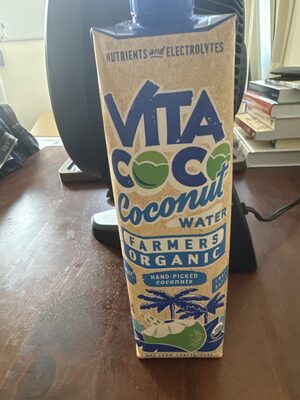 NUTRIENTS and ELECTROLYTES
VITA
COCO
Coconut
WATER
FARMERS
ORGANIC
HAND-PICKED
coconuts